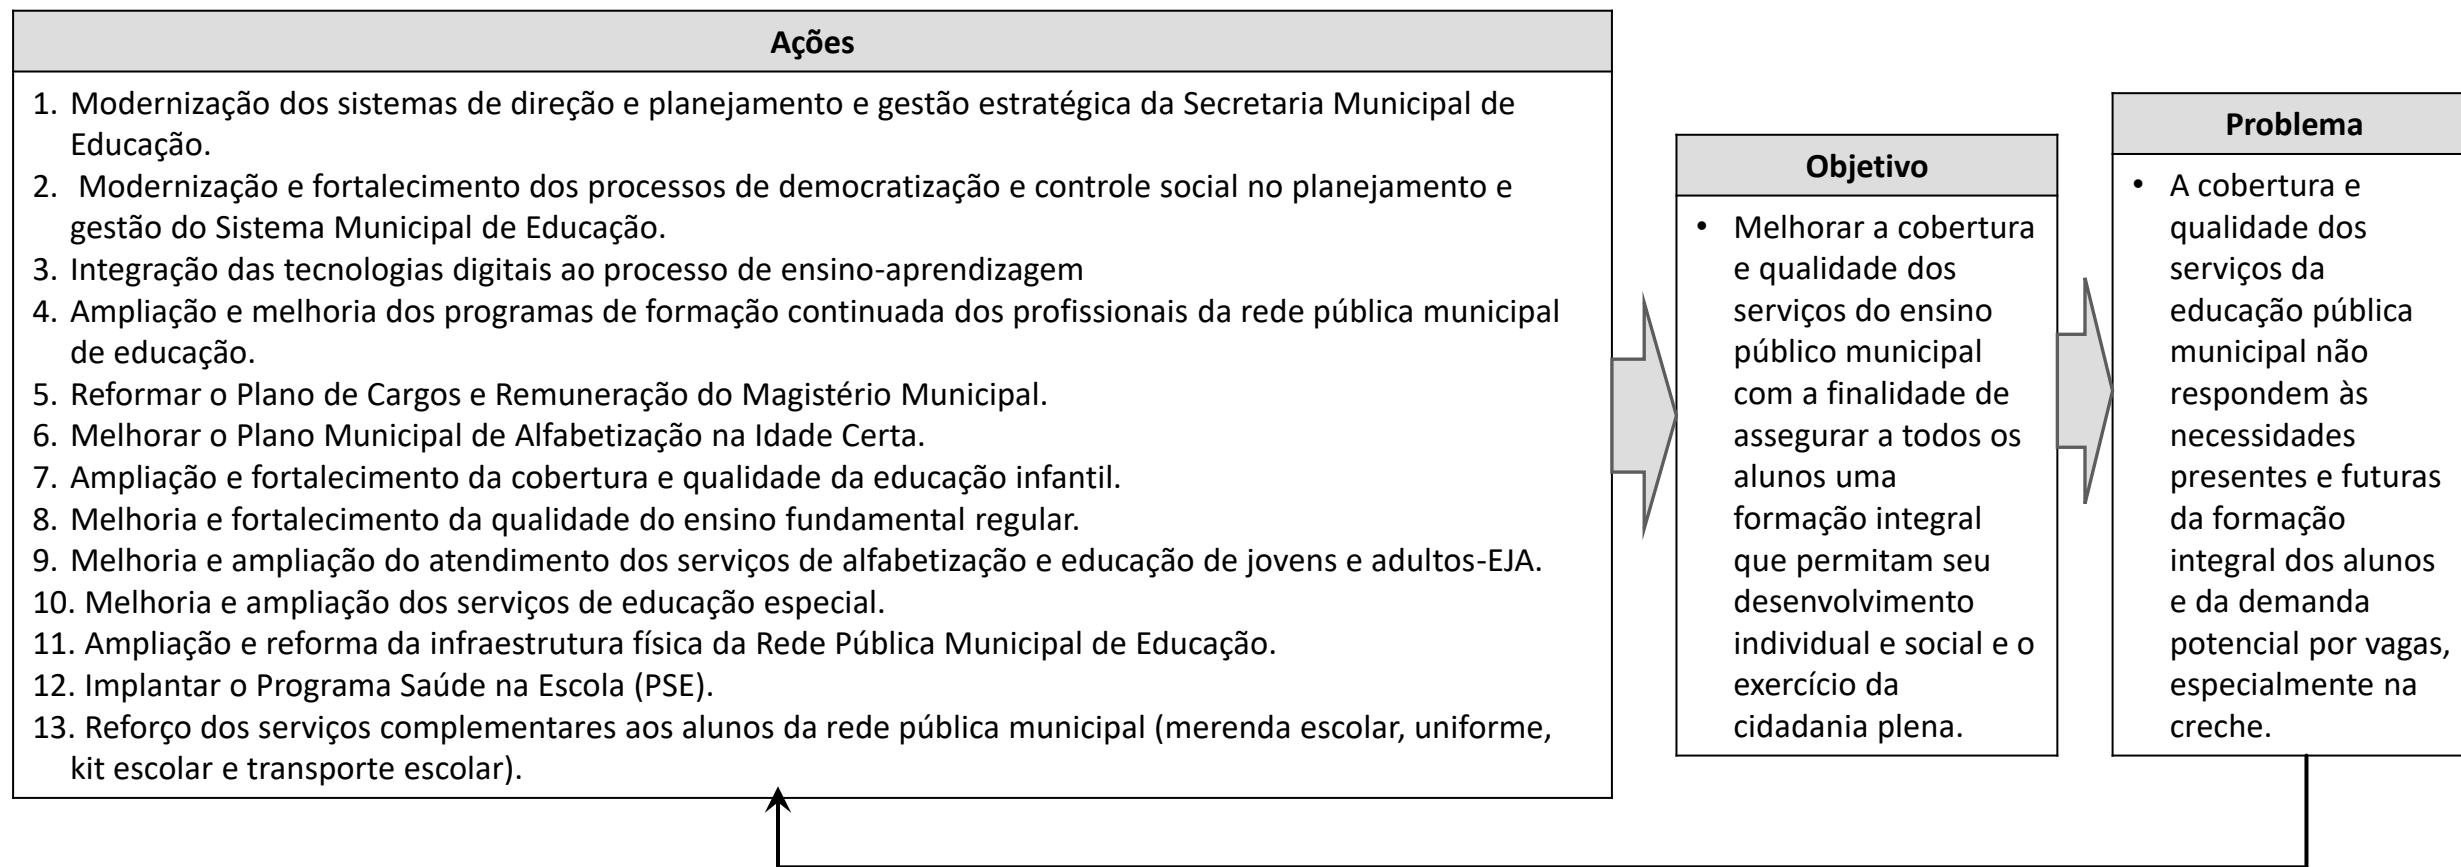 Ações
1. Modernização dos sistemas de direção e planejamento e gestão estratégica da Secretaria Municipal de
Educação.
2. Modernização e fortalecimento dos processos de democratização e controle social no planejamento e
gestão do Sistema Municipal de Educação.
3. Integração das tecnologias digitais ao processo de ensino-aprendizagem
4. Ampliação e melhoria dos programas de formação continuada dos profissionais da rede pública municipal
de educação.
5. Reformar o Plano de Cargos e Remuneração do Magistério Municipal.
6. Melhorar o Plano Municipal de Alfabetização na Idade Certa.
7. Ampliação e fortalecimento da cobertura e qualidade da educação infantil.
8. Melhoria e fortalecimento da qualidade do ensino fundamental regular.
9. Melhoria e ampliação do atendimento dos serviços de alfabetização e educação de jovens e adultos-EJA.
10. Melhoria e ampliação dos serviços de educação especial.
11. Ampliação e reforma da infraestrutura física da Rede Pública Municipal de Educação.
12. Implantar o Programa Saúde na Escola (PSE).
13. Reforço dos serviços complementares aos alunos da rede pública municipal (merenda escolar, uniforme,
kit escolar e transporte escolar).
Objetivo
• Melhorar a cobertura
e qualidade dos
serviços do ensino
público municipal
com a finalidade de
assegurar a todos os
alunos uma
formação integral
que permitam seu
desenvolvimento
individual e social e o
exercício da
cidadania plena.
Problema
• A cobertura e
qualidade dos
serviços da
educação pública
municipal não
respondem às
necessidades
presentes e futuras
da formação
integral dos alunos
e da demanda
potencial por vagas,
especialmente na
creche.